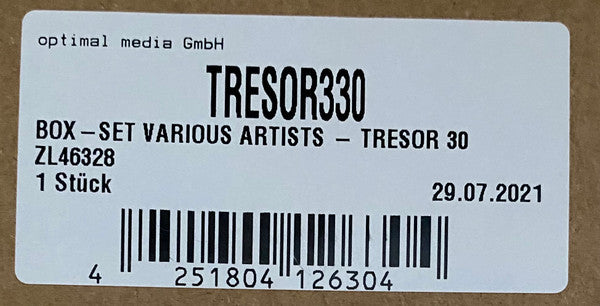 optimal media GmbH
TRESOR330
BOX – SET VARIOUS ARTISTS – TRESOR 30
ZL46328
1 Stück 29.07.2021
4 251804 126304